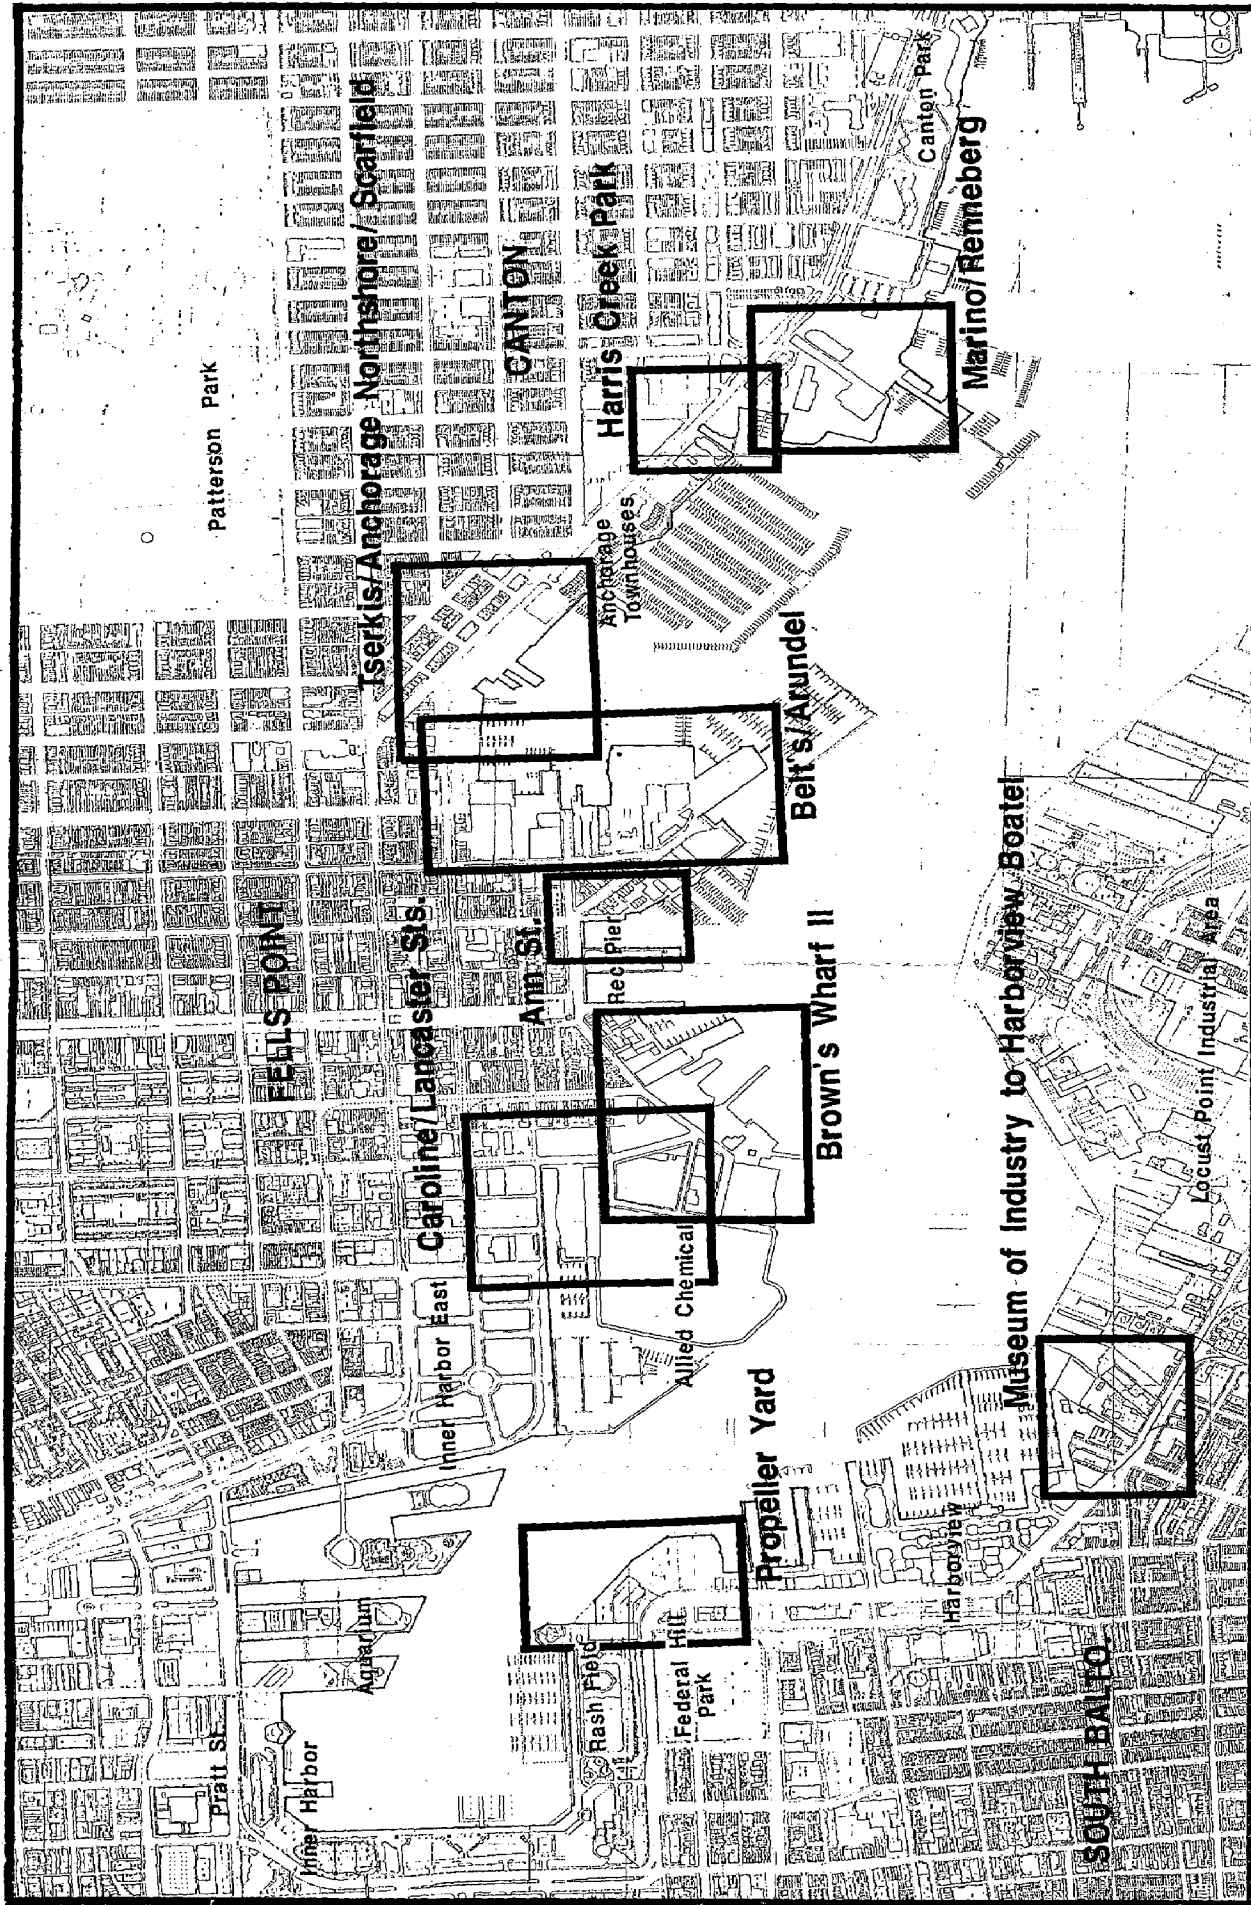 Patterson Park
Tserkis/Anchorage Northshore/Scarfield
CANTON
Harris Creek Park
Canton Park
Marino/Renneberg
Anchorage
Townhouses
Belt's/Arundel
FELLS POINT
Caroline/Lancaster Sts.
Ann St.
Rec Pier
Brown's Wharf II
Inner Harbor East
Allied Chemical
Propeller Yard
Museum of Industry to Harborview Boatel
Locust Point Industrial Area
Pratt St.
Inner Harbor
Aquarium
Rash Field
Federal Hill
Park
Harborview
SOUTH BALTO.